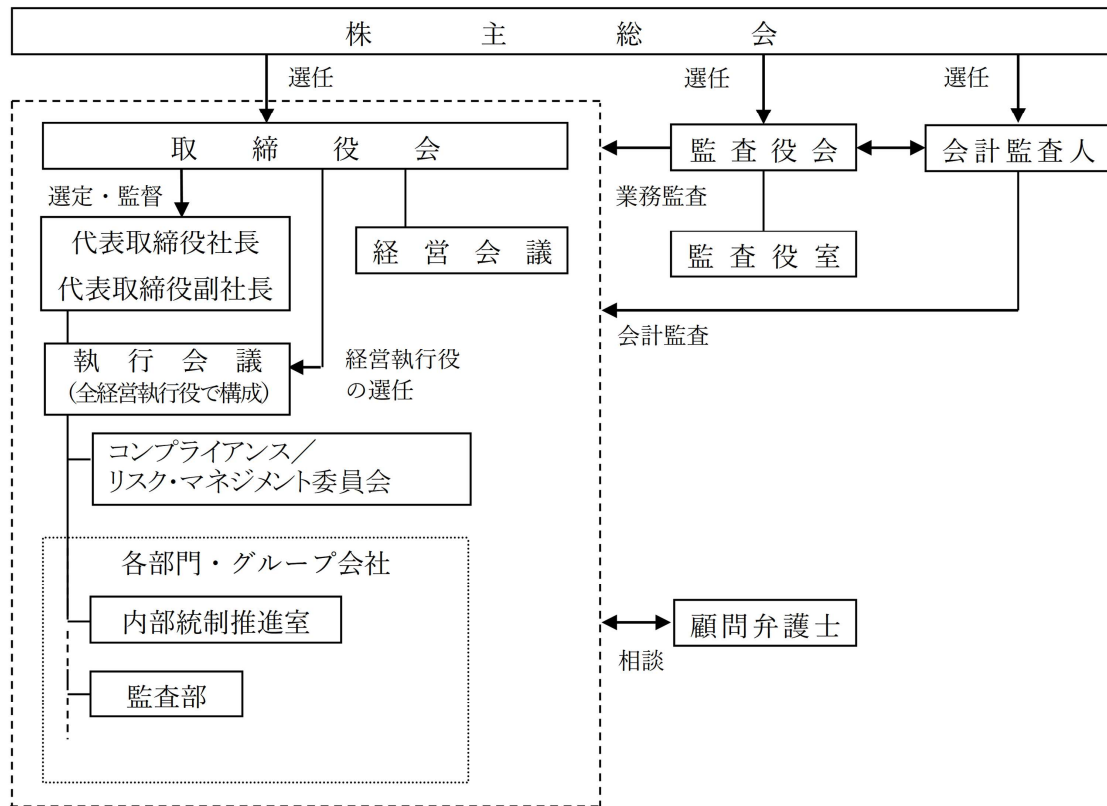 株主総会
選任
選任
選任
取締役会
監査役会
会計監査人
選定・監督
業務監査
代表取締役社長
代表取締役副社長
経営会議
監査役室
会計監査
執行会議
(全経営執行役で構成)
経営執行役
の選任
コンプライアンス／
リスク・マネジメント委員会
各部門・グループ会社
内部統制推進室
顧問弁護士
相談
監査部